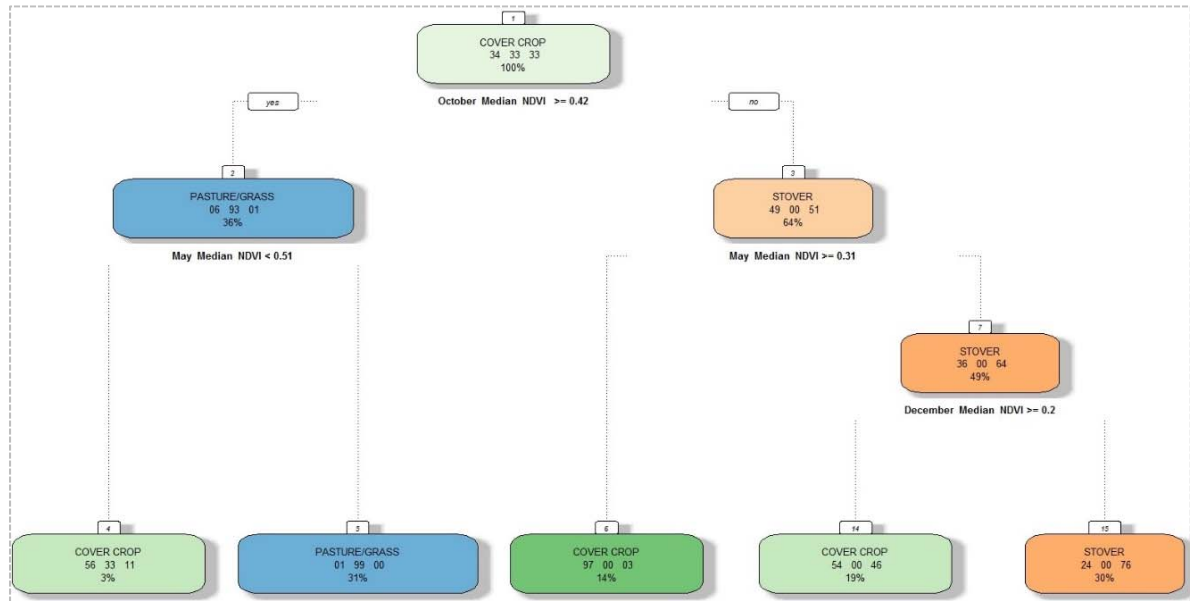 1
COVER CROP
34 33 33
100%
October Median NDVI >= 0.42
yes
no
2
PASTURE/GRASS
06 93 01
36%
May Median NDVI < 0.51
3
STOVER
49 00 51
64%
May Median NDVI >= 0.31
7
STOVER
36 00 64
49%
December Median NDVI >= 0.2
4
COVER CROP
56 33 11
3%
5
PASTURE/GRASS
01 99 00
31%
6
COVER CROP
97 00 03
14%
14
COVER CROP
54 00 46
19%
15
STOVER
24 00 76
30%